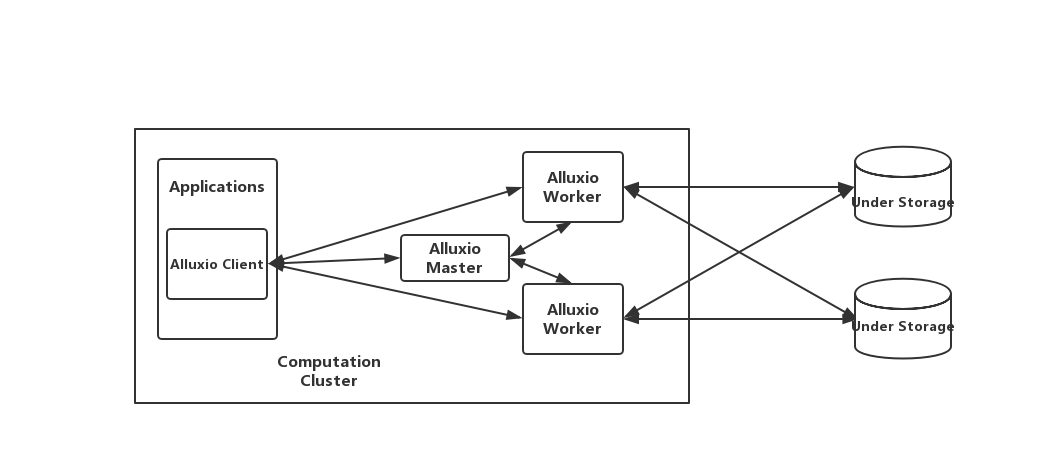 Applications
Alluxio Client
Alluxio
Master
Alluxio
Worker
Alluxio
Worker
Computation
Cluster
Under Storage
Under Storage